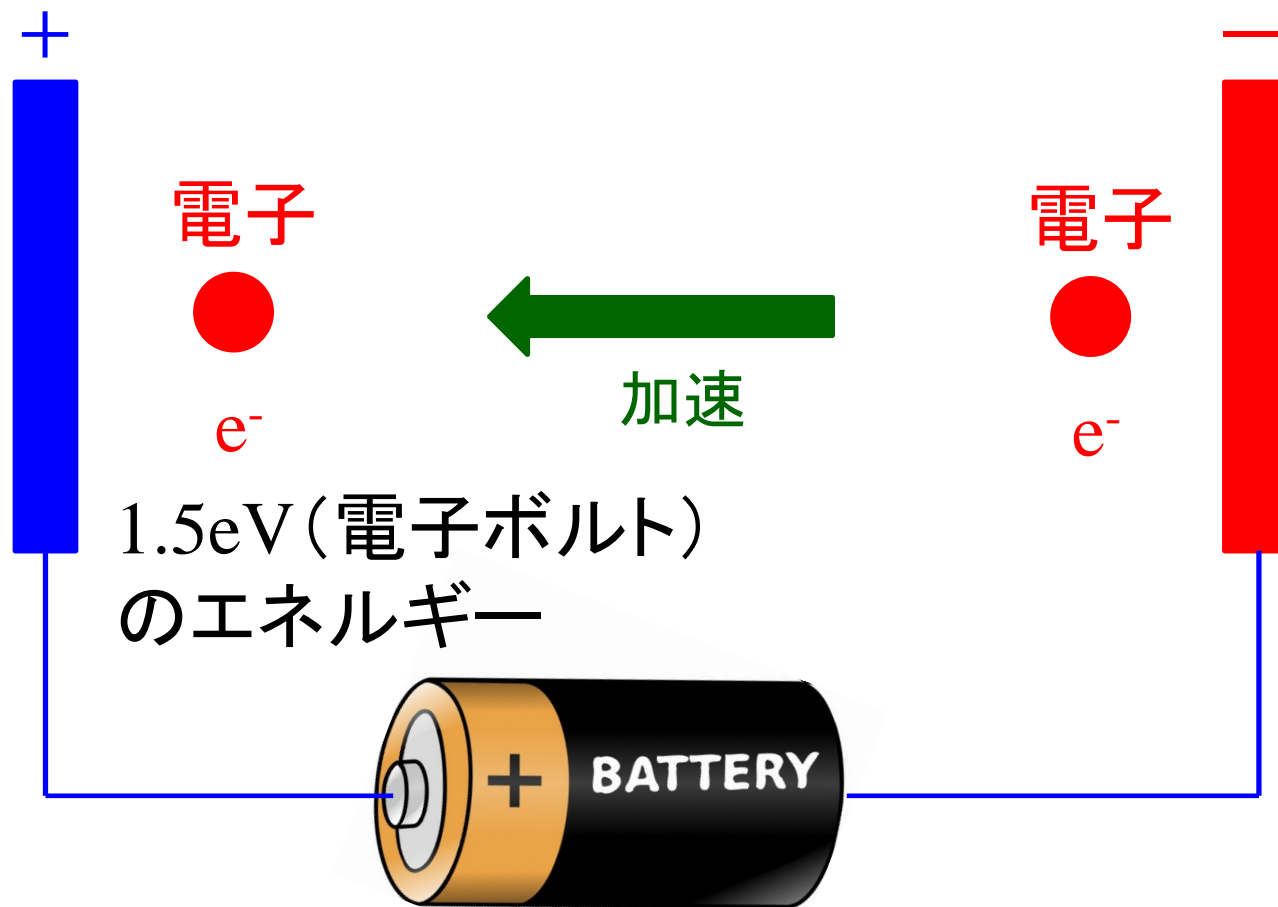 +
−
電子
電子
加速
e⁻
e⁻
1.5eV(電子ボルト)
のエネルギー
+
BATTERY